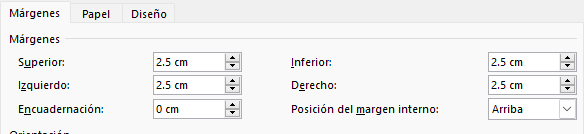 Márgenes Papel Diseño
Márgenes
Superior: 2.5 cm Inferior: 2.5 cm
Izquierdo: 2.5 cm Derecho: 2.5 cm
Encuadernación: 0 cm Posición del margen interno: Arriba
Orientación